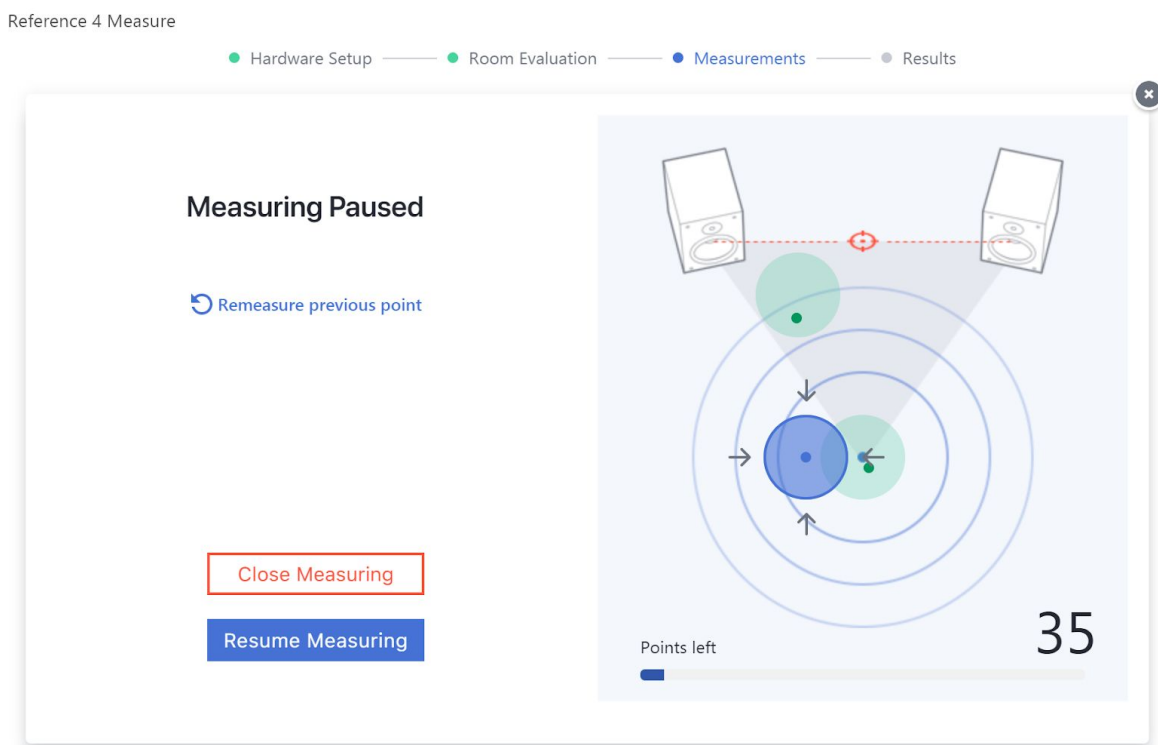 Reference 4 Measure
Hardware Setup Room Evaluation Measurements Results
Measuring Paused
Remeasure previous point
Close Measuring
Resume Measuring
Points left
35